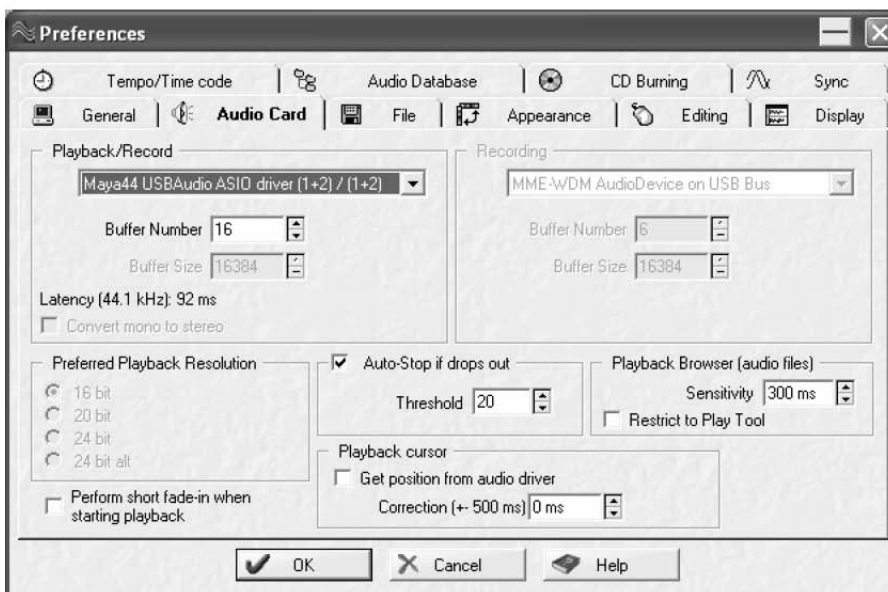 Preferences
Tempo/Time code
Audio Database
CD Burning
Sync
General
Audio Card
File
Appearance
Editing
Display
Playback/Record
Maya44 USBAudio ASIO driver (1+2) / (1+2)
Buffer Number 16
Buffer Size 16384
Latency (44.1 kHz): 92 ms
Convert mono to stereo
Recording
MME-WDM AudioDevice on USB Bus
Buffer Number 6
Buffer Size 16384
Preferred Playback Resolution
16 bit
20 bit
24 bit
24 bit alt
Perform short fade-in when
starting playback
Auto-Stop if drops out
Threshold 20
Playback Browser (audio files)
Sensitivity 300 ms
Restrict to Play Tool
Playback cursor
Get position from audio driver
Correction (+- 500 ms) 0 ms
OK
Cancel
Help